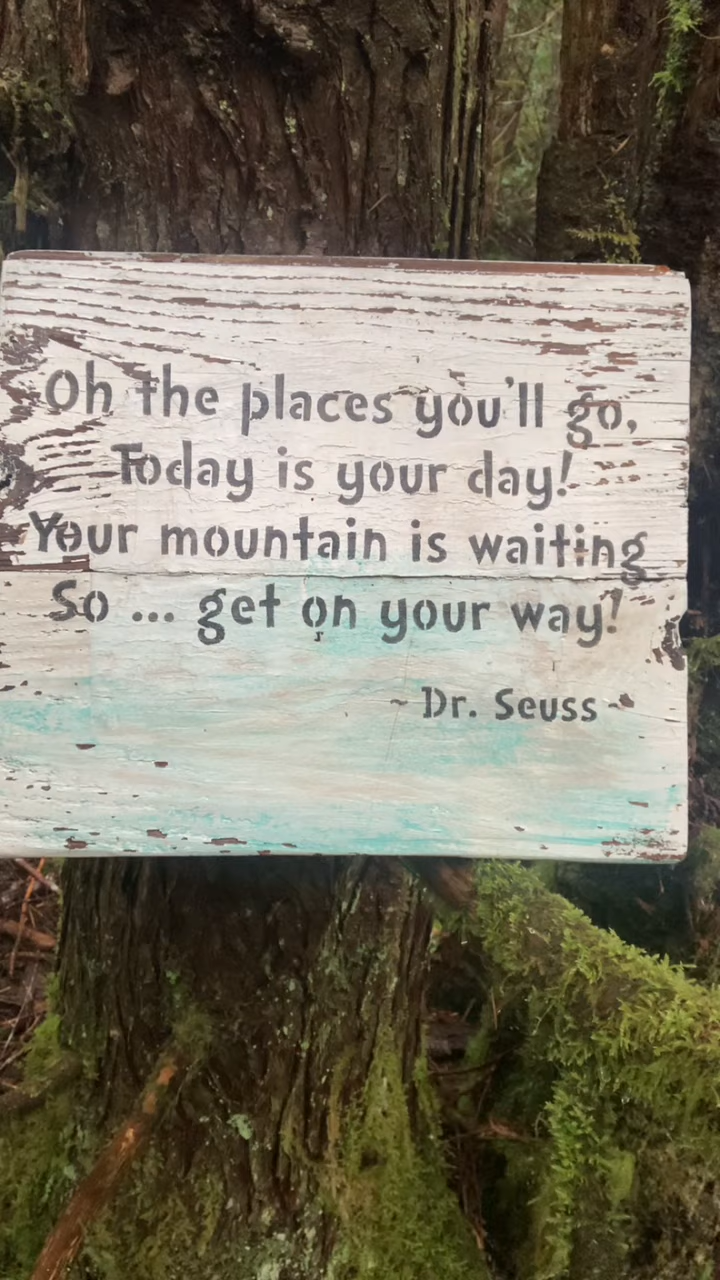 Oh the places you'll go,
Today is your day!
Your mountain is waiting
So ... get on your way!
~ Dr. Seuss ~